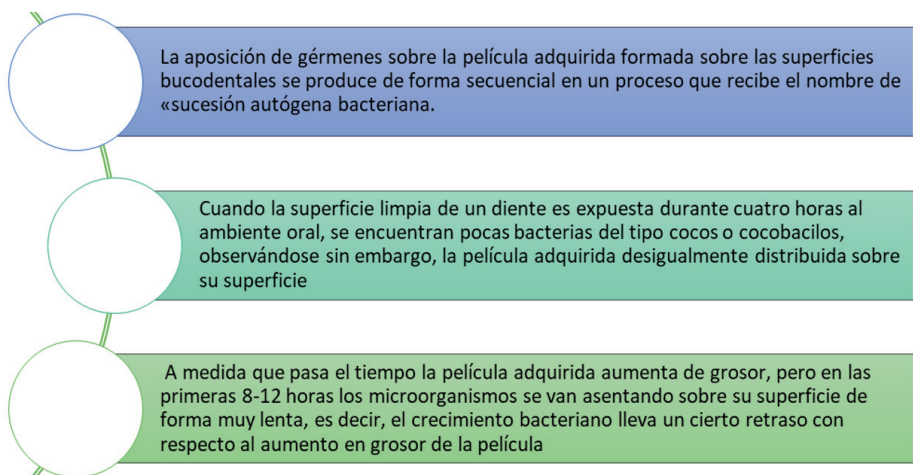 La aposición de gérmenes sobre la película adquirida formada sobre las superficies
bucodentales se produce de forma secuencial en un proceso que recibe el nombre de
«sucesión autógena bacteriana.
Cuando la superficie limpia de un diente es expuesta durante cuatro horas al
ambiente oral, se encuentran pocas bacterias del tipo cocos o cocobacilos,
observándose sin embargo, la película adquirida desigualmente distribuida sobre
su superficie
A medida que pasa el tiempo la película adquirida aumenta de grosor, pero en las
primeras 8-12 horas los microorganismos se van asentando sobre su superficie de
forma muy lenta, es decir, el crecimiento bacteriano lleva un cierto retraso con
respecto al aumento en grosor de la película